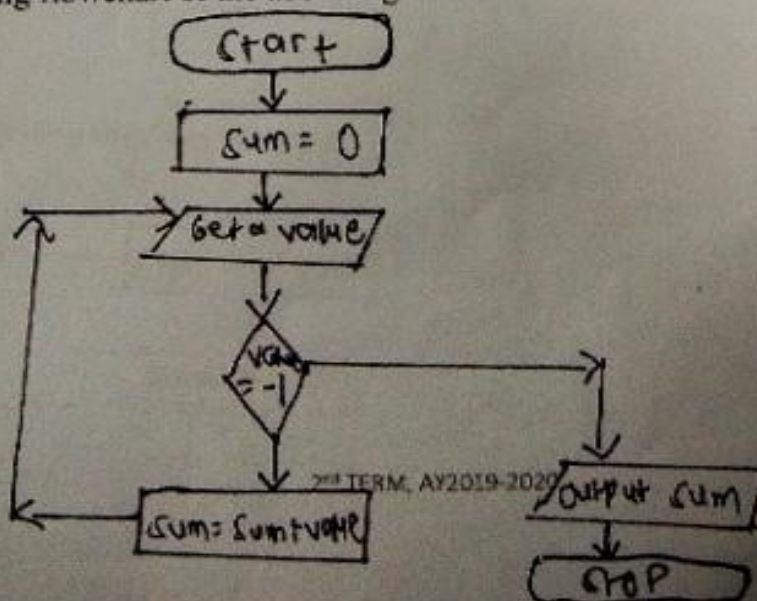 Start
Sum = 0
Get a value
value
= -1
2nd TERM, AY2019-2020
Output sum
Sum = Sum + value
STOP